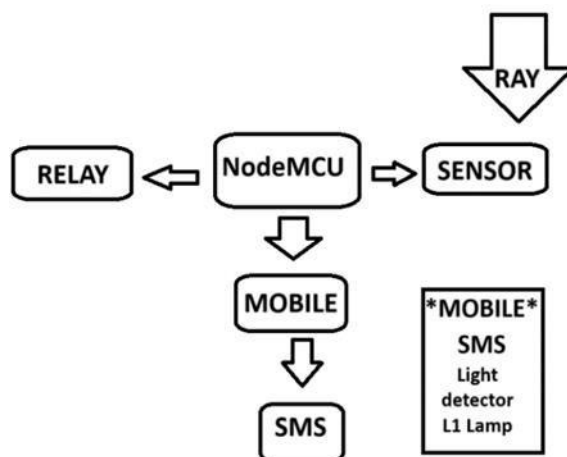 RAY
RELAY
NodeMCU
SENSOR
MOBILE
SMS
*MOBILE*
SMS
Light
detector
L1 Lamp